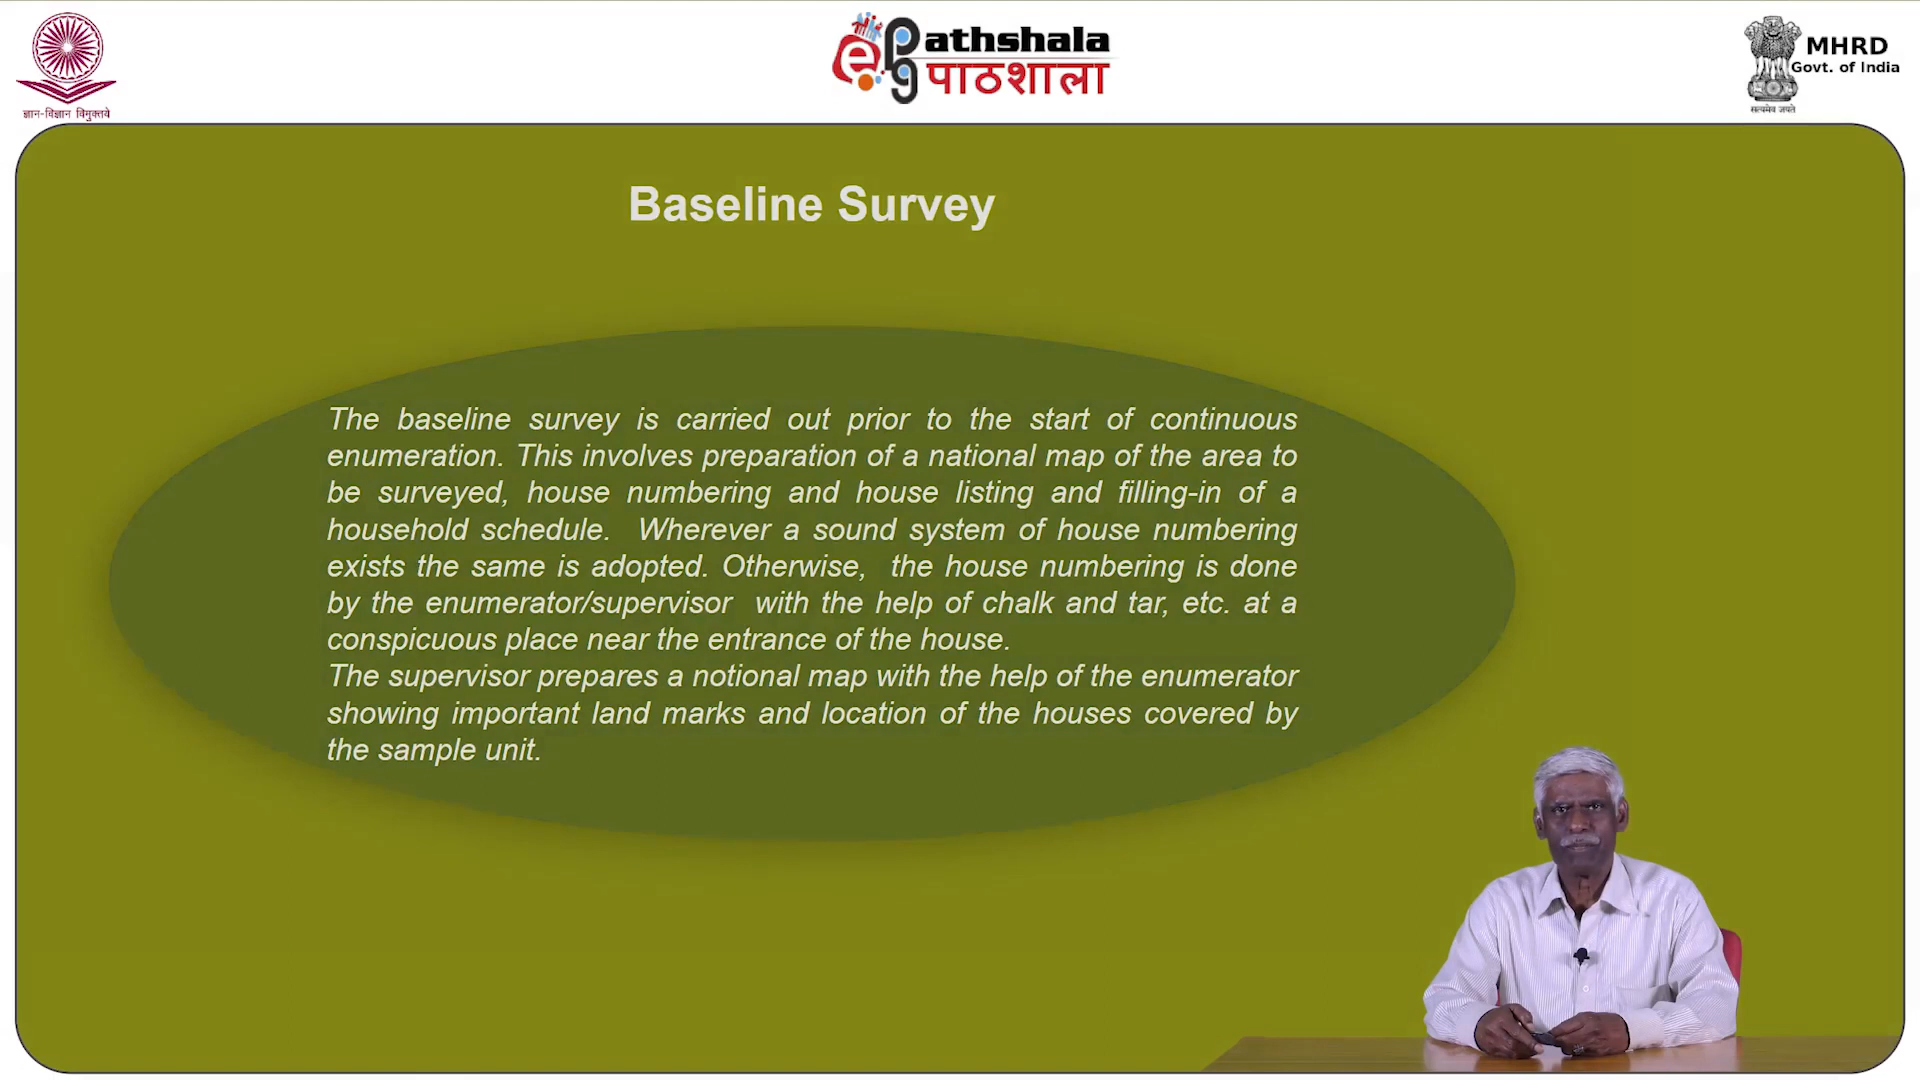 ज्ञान-विज्ञान विमुक्तये
ePGathshala
पाठशाला
MHRD
Govt. of India
सत्यमेव जयते
Baseline Survey
The baseline survey is carried out prior to the start of continuous
enumeration. This involves preparation of a national map of the area to
be surveyed, house numbering and house listing and filling-in of a
household schedule. Wherever a sound system of house numbering
exists the same is adopted. Otherwise, the house numbering is done
by the enumerator/supervisor with the help of chalk and tar, etc. at a
conspicuous place near the entrance of the house.
The supervisor prepares a notional map with the help of the enumerator
showing important land marks and location of the houses covered by
the sample unit.